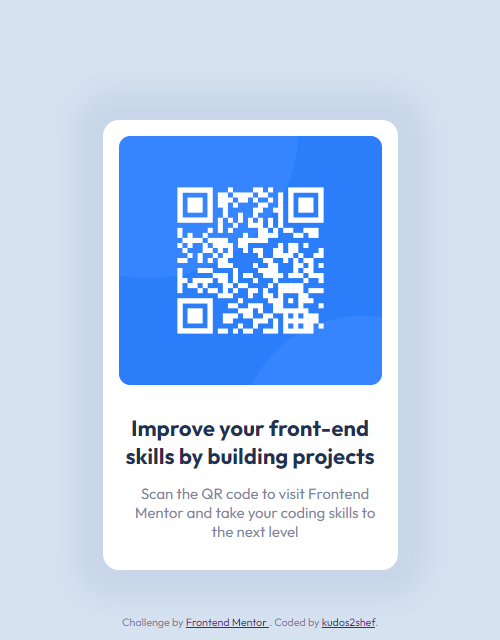 Improve your front-end
skills by building projects
Scan the QR code to visit Frontend
Mentor and take your coding skills to
the next level
Challenge by Frontend Mentor . Coded by kudos2shef.